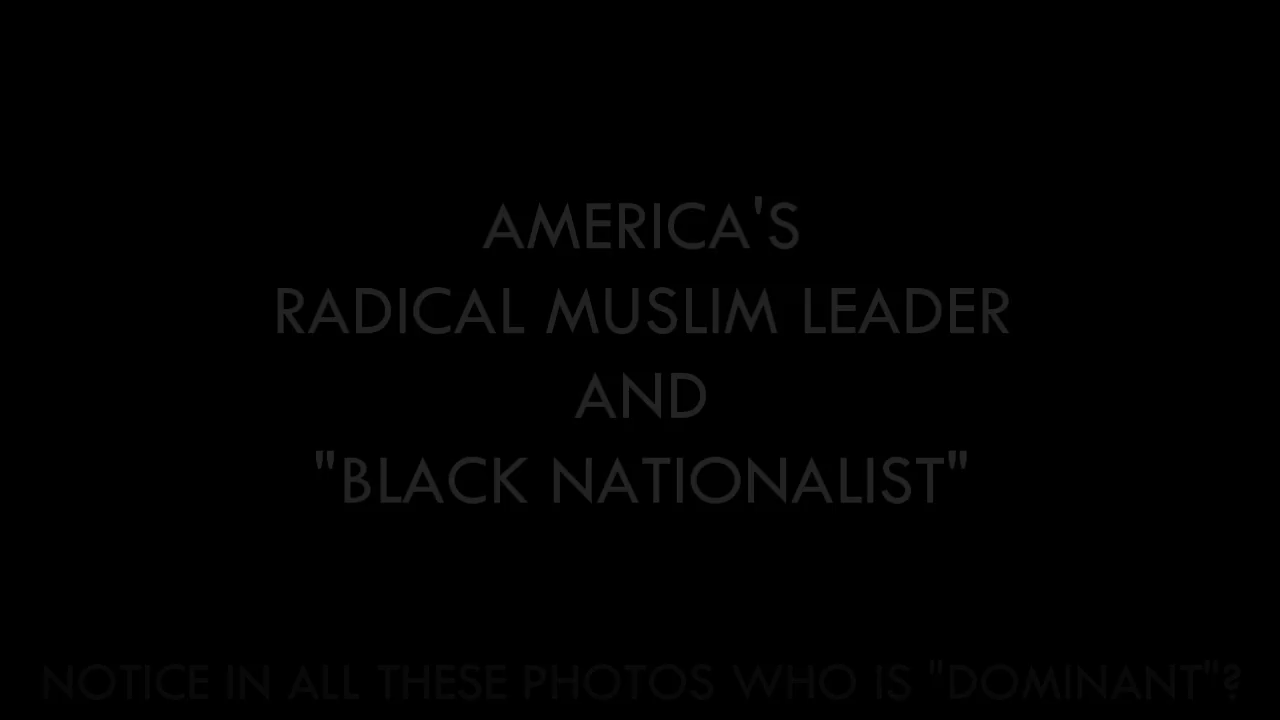 AMERICA'S
RADICAL MUSLIM LEADER
AND
"BLACK NATIONALIST"
NOTICE IN ALL THESE PHOTOS WHO IS "DOMINANT"?